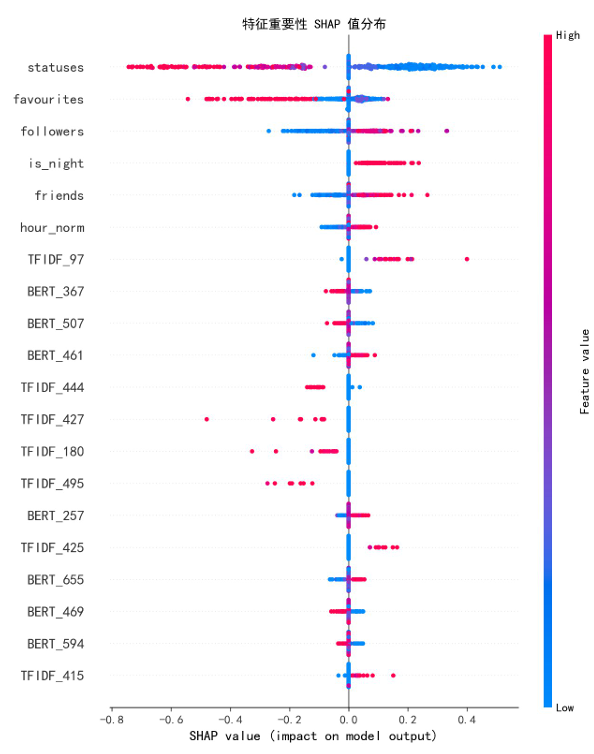 特征重要性 SHAP 值分布
High
statuses
favourites
followers
is_night
friends
hour_norm
TFIDF_97
BERT_367
BERT_507
BERT_461
TFIDF_444
TFIDF_427
TFIDF_180
TFIDF_495
BERT_257
TFIDF_425
BERT_655
BERT_469
BERT_594
TFIDF_415
Feature value
Low
−0.8 −0.6 −0.4 −0.2 0.0 0.2 0.4
SHAP value (impact on model output)